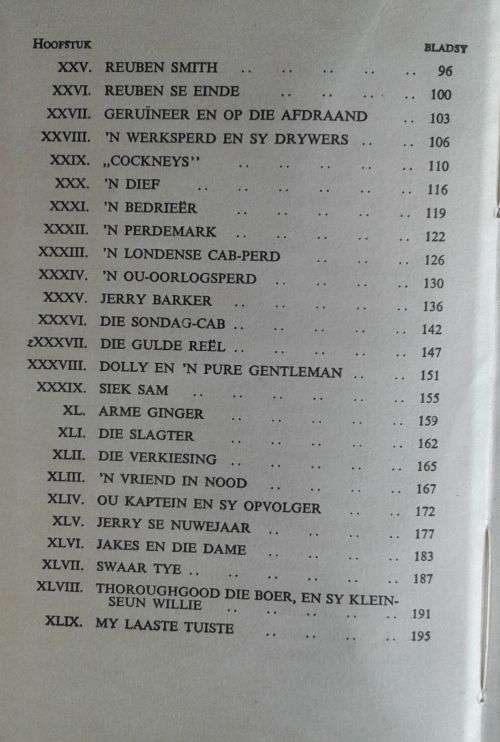 HOOFSTUK BLADSY
XXV. REUBEN SMITH .. .. .. .. .. 96
XXVI. REUBEN SE EINDE .. .. .. .. 100
XXVII. GERUÏNEER EN OP DIE AFDRAAND .. 103
XXVIII. 'N WERKSPERD EN SY DRYWERS .. .. 106
XXIX. „COCKNEYS” .. .. .. .. .. 110
XXX. 'N DIEF .. .. .. .. .. 116
XXXI. 'N BEDRIEËR .. .. .. .. .. 119
XXXII. 'N PERDEMARK .. .. .. .. .. 122
XXXIII. 'N LONDENSE CAB-PERD .. .. .. 126
XXXIV. 'N OU-OORLOGSPERD .. .. .. .. 130
XXXV. JERRY BARKER .. .. .. .. 136
XXXVI. DIE SONDAG-CAB .. .. .. .. .. 142
zXXXVII. DIE GULDE REËL .. .. .. .. .. 147
XXXVIII. DOLLY EN 'N PURE GENTLEMAN .. .. 151
XXXIX. SIEK SAM .. .. .. .. .. 155
XL. ARME GINGER .. .. .. .. 159
XLI. DIE SLAGTER .. .. .. .. 162
XLII. DIE VERKIESING .. .. .. .. .. 165
XLIII. 'N VRIEND IN NOOD .. .. .. .. 167
XLIV. OU KAPTEIN EN SY OPVOLGER .. .. 172
XLV. JERRY SE NUWEJAAR .. .. .. .. 177
XLVI. JAKES EN DIE DAME .. .. .. .. 183
XLVII. SWAAR TYE .. .. .. .. .. .. 187
XLVIII. THOROUGHGOOD DIE BOER, EN SY KLEIN-
SEUN WILLIE .. .. .. .. .. 191
XLIX. MY LAASTE TUISTE .. .. .. .. 195